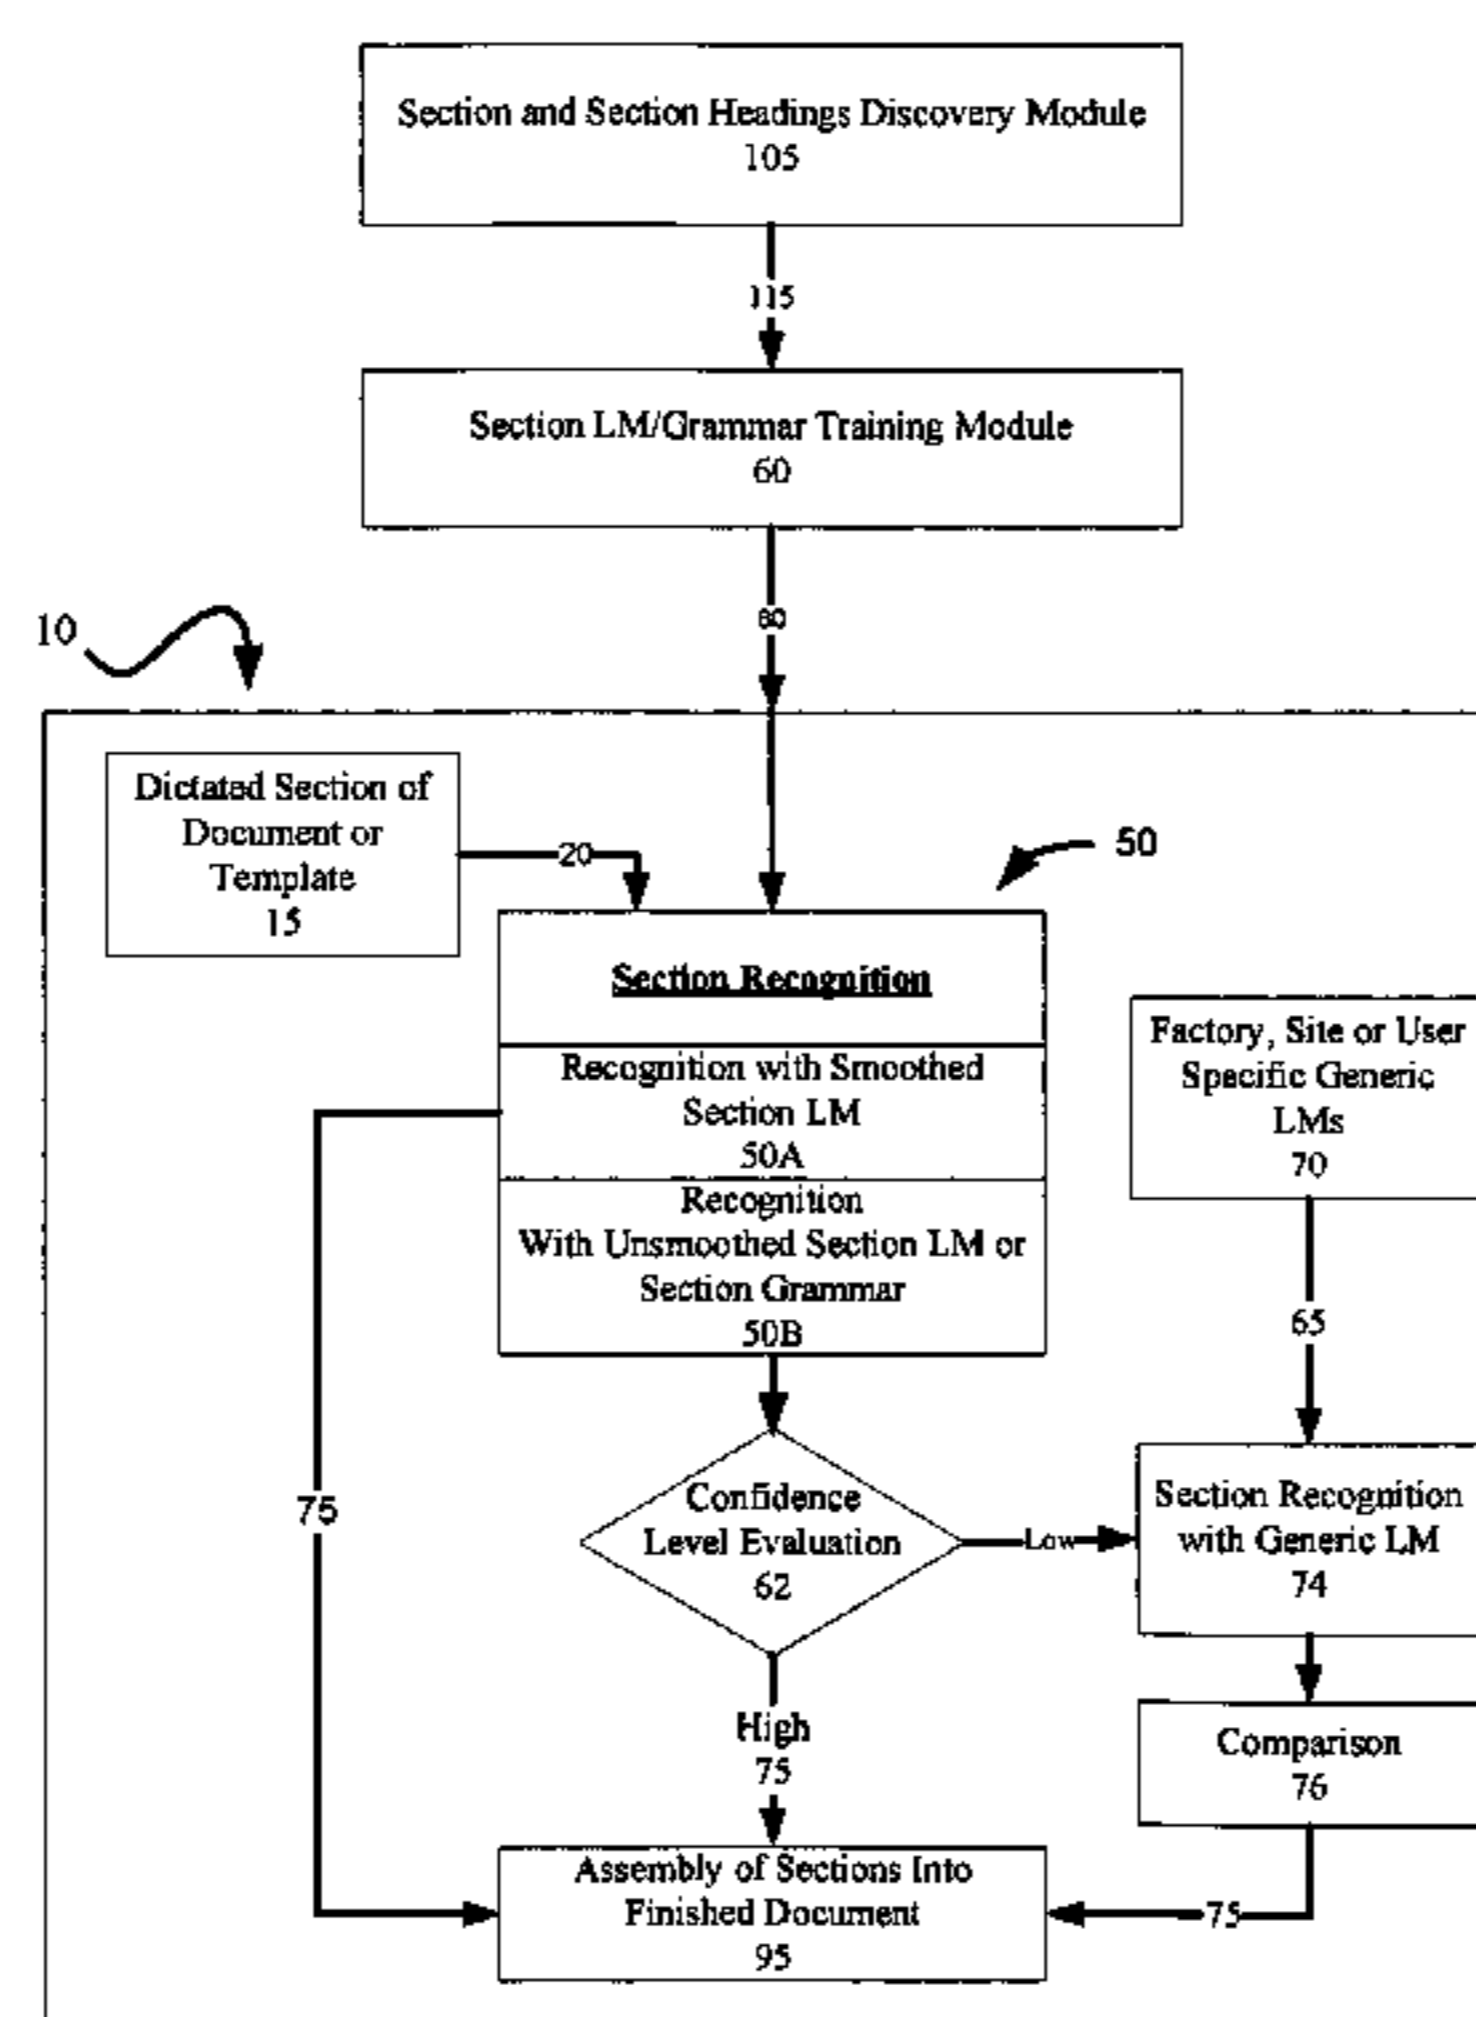 Section and Section Headings Discovery Module
105
115
Section LM/Grammar Training Module
60
10
Dictated Section of
Document or
Template
15
20
50
Section Recognition
Recognition with Smoothed
Section LM
50A
Recognition
With Unsmoothed Section LM or
Section Grammar
50B
Factory, Site or User
Specific Generic
LMs
70
65
75
Confidence
Level Evaluation
62
Low
Section Recognition
with Generic LM
74
High
75
Comparison
76
Assembly of Sections Into
Finished Document
95
75